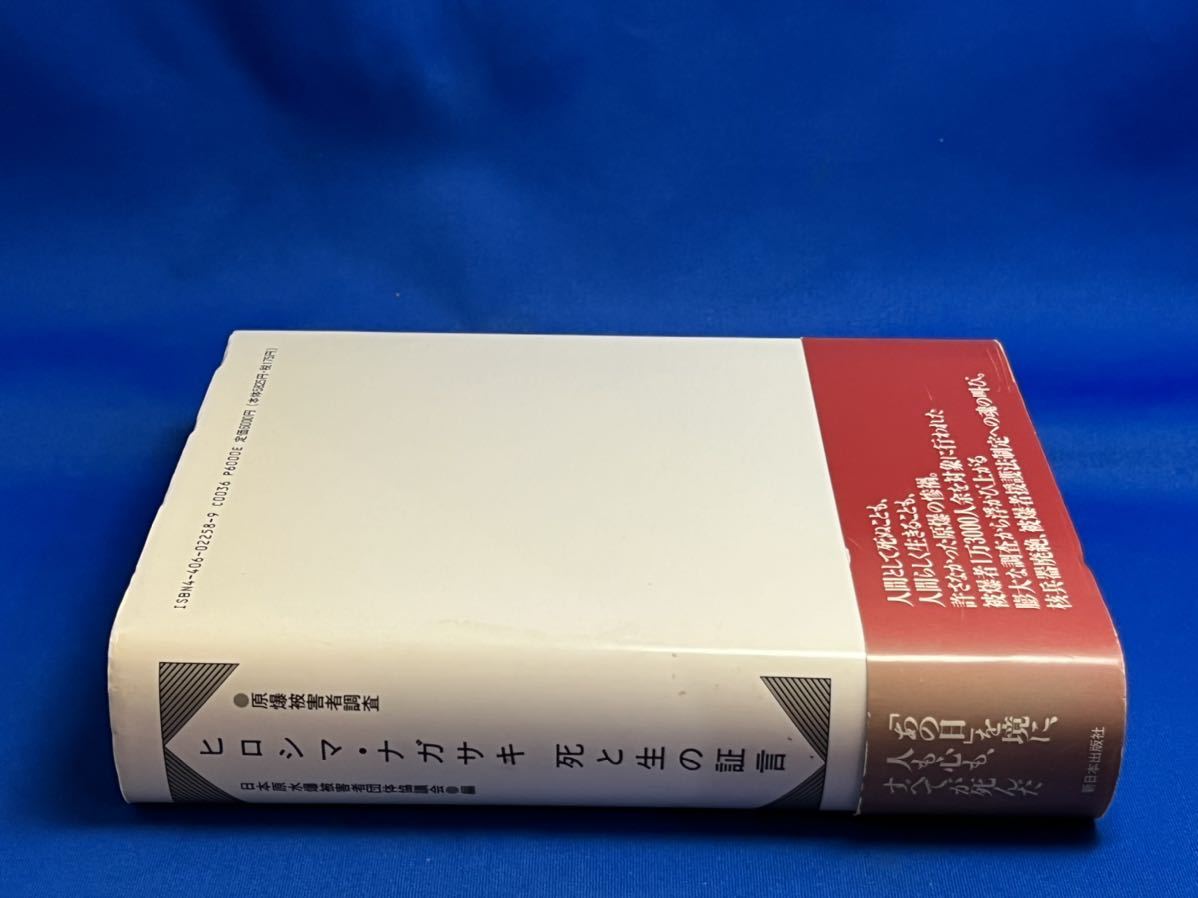 ISBN4-406-02258-9 C0036 P6000E 定価6000円(本体5825円・税175円)
人間として死ぬことも、
人間らしく生きることも、
許さなかった原爆の惨禍。
被爆者1万3000人余を対象に行われた
膨大な調査から浮かび上がる
核兵器廃絶、被爆者援護法制定への魂の叫び。
●原爆被害者調査
ヒロシマ・ナガサキ 死と生の証言
日本原水爆被害者団体協議会●編
「あの日」を境に、
人も心も、
すべてが死んだ
新日本出版社